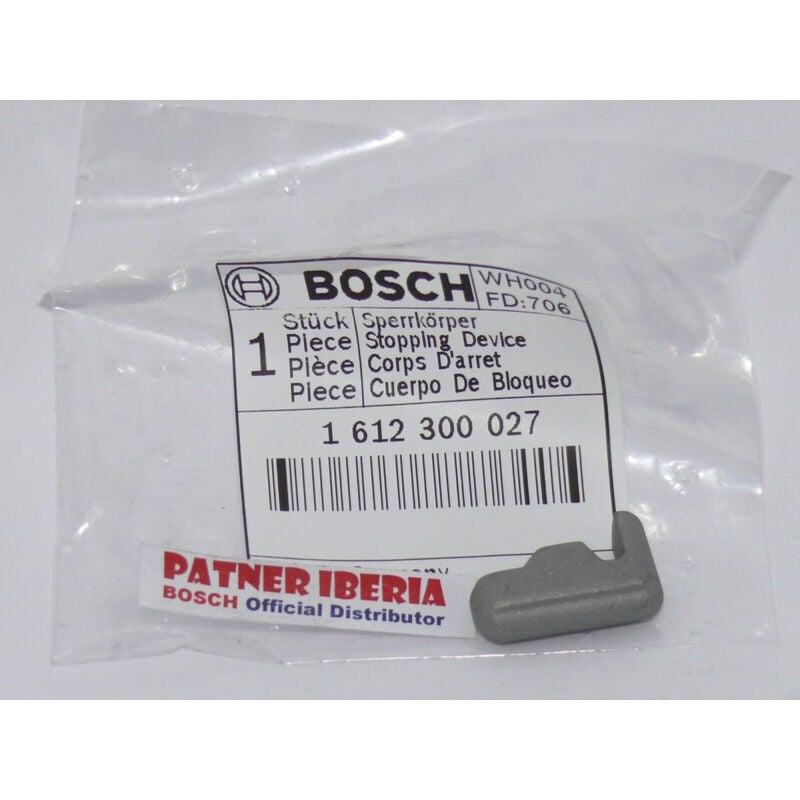 BOSCH
WH004
FD:706
1
Stück Sperrkörper
Piece Stopping Device
Pièce Corps D'arret
Piece Cuerpo De Bloqueo
1 612 300 027
PATNER IBERIA
BOSCH Official Distributor